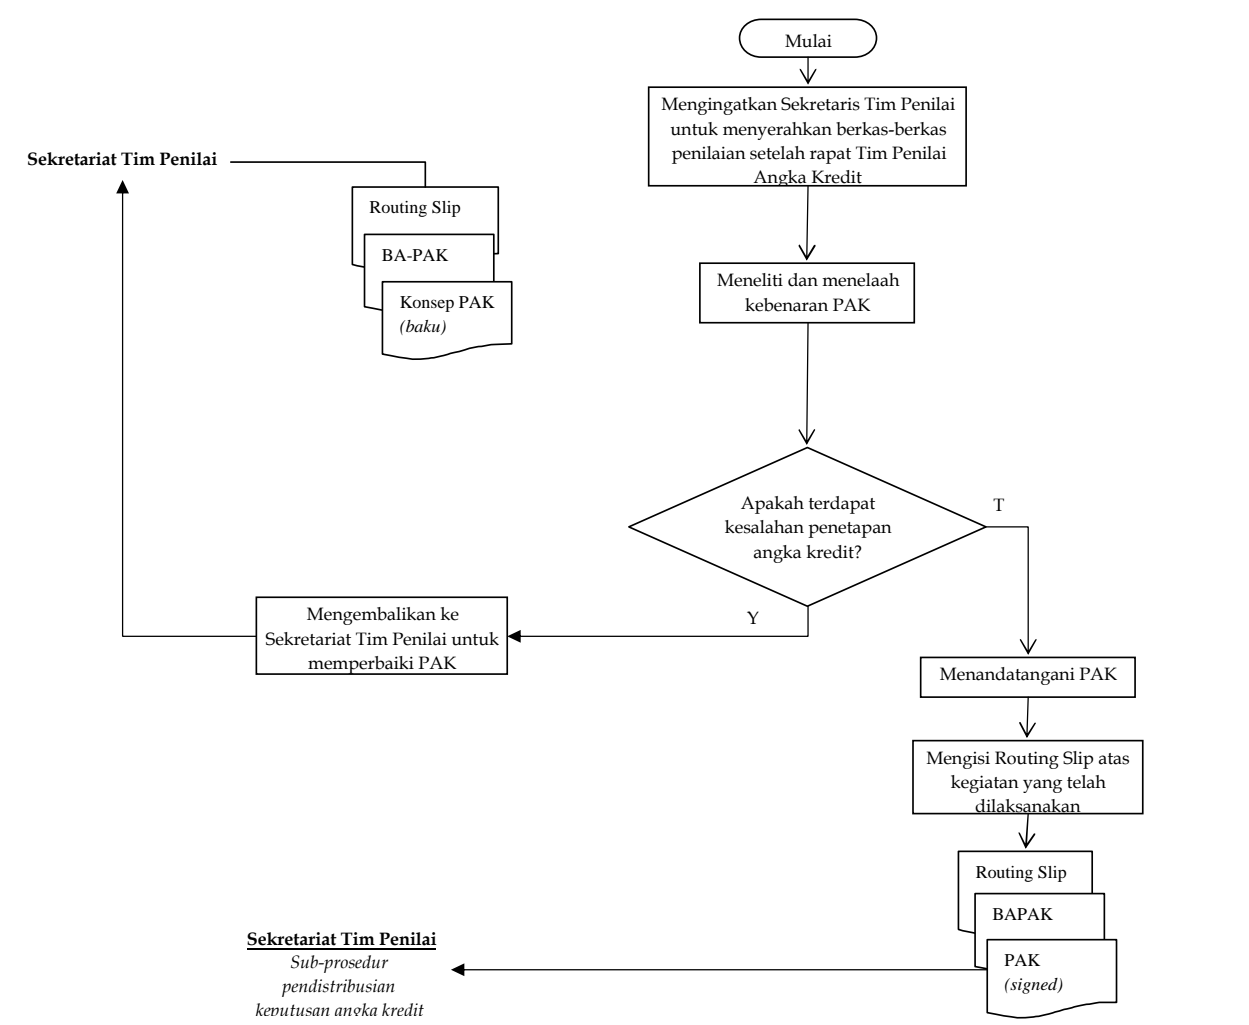 Mulai
Mengingatkan Sekretaris Tim Penilai
untuk menyerahkan berkas-berkas
penilaian setelah rapat Tim Penilai
Angka Kredit
Sekretariat Tim Penilai
Routing Slip
BA-PAK
Konsep PAK
(baku)
Meneliti dan menelaah
kebenaran PAK
Apakah terdapat
kesalahan penetapan
angka kredit?
T
Y
Mengembalikan ke
Sekretariat Tim Penilai untuk
memperbaiki PAK
Menandatangani PAK
Mengisi Routing Slip atas
kegiatan yang telah
dilaksanakan
Routing Slip
BAPAK
PAK
(signed)
Sekretariat Tim Penilai
Sub-prosedur
pendistribusian
keputusan angka kredit